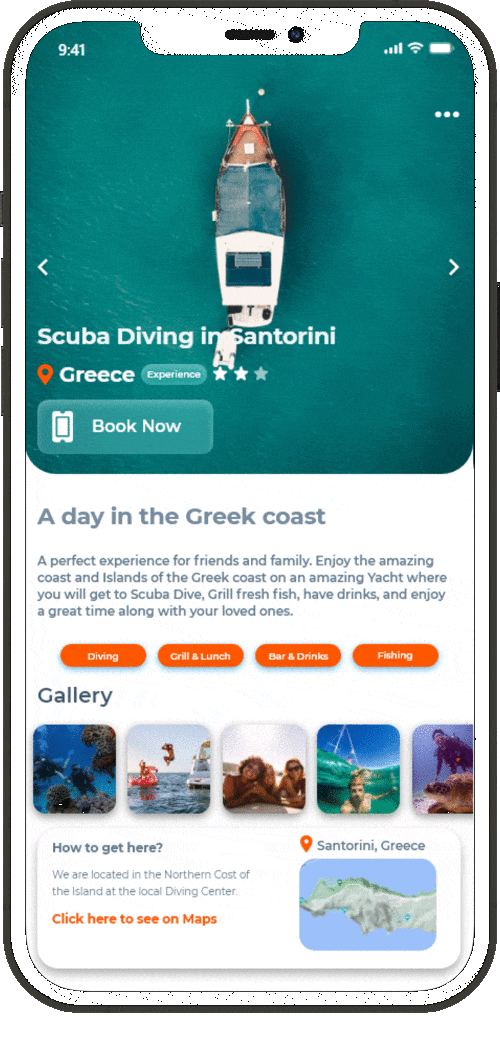 9:41
Scuba Diving in Santorini
Greece Experience
Book Now
A day in the Greek coast
A perfect experience for friends and family. Enjoy the amazing
coast and Islands of the Greek coast on an amazing Yacht where
you will get to Scuba Dive, Grill fresh fish, have drinks, and enjoy
a great time along with your loved ones.
Diving Grill & Lunch Bar & Drinks Fishing
Gallery
How to get here?
We are located in the Northern Cost of
the Island at the local Diving Center.
Click here to see on Maps
Santorini, Greece